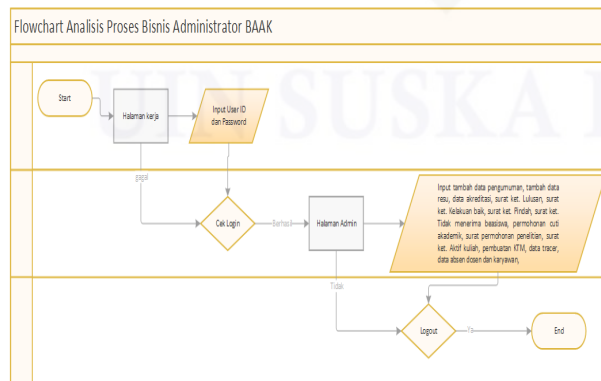 Flowchart Analisis Proses Bisnis Administrator BAAK
UIN SUSKA
Start
Halaman kerja
Input User ID
dan Password
gagal
Cek Login
Berhasil
Halaman Admin
Input tambah data pengumuman, tambah data
resu, data akreditasi, surat ket. Lulusan, surat
ket. Kelakuan baik, surat ket. Pindah, surat ket.
Tidak menerima beasiswa, permohonan cuti
akademik, surat permohonan penelitian, surat
ket. Aktif kuliah, pembuatan KTM, data tracer,
data absen dosen dan karyawan,
Tidak
Logout
Ya
End